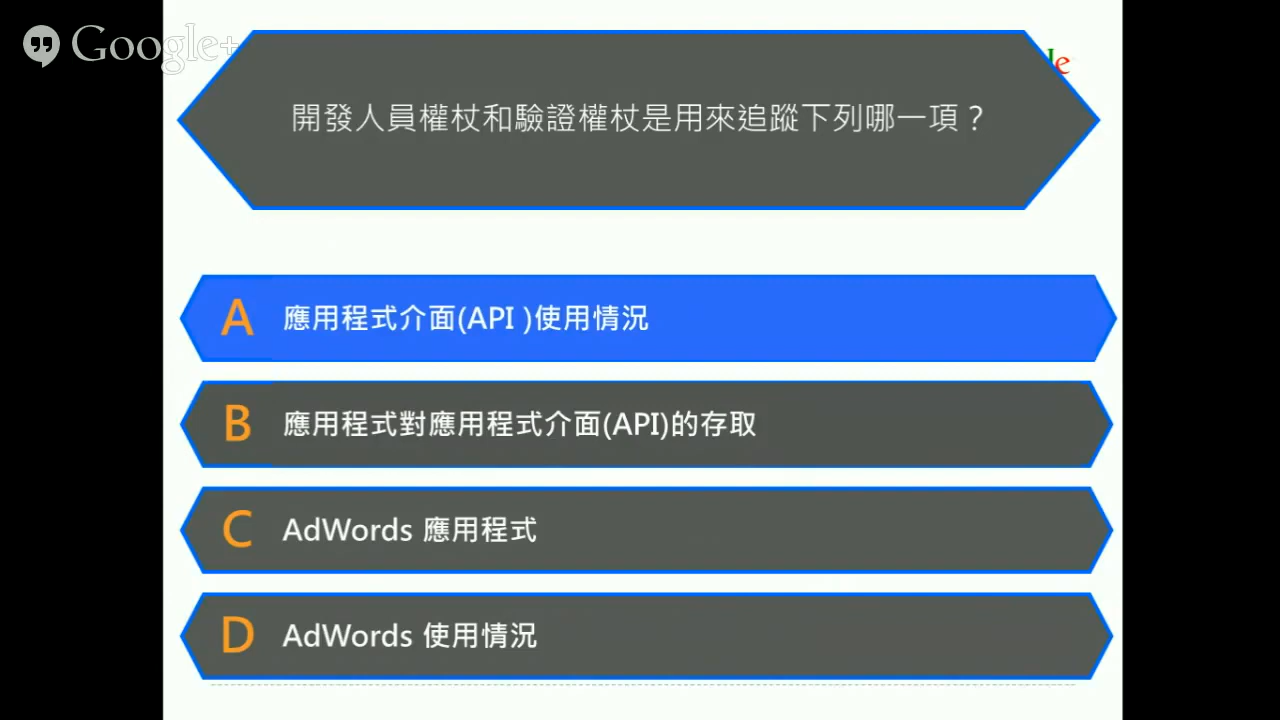 Google+
le
開發人員權杖和驗證權杖是用來追蹤下列哪一項？
A 應用程式介面(API )使用情況
B 應用程式對應用程式介面(API)的存取
C AdWords 應用程式
D AdWords 使用情況